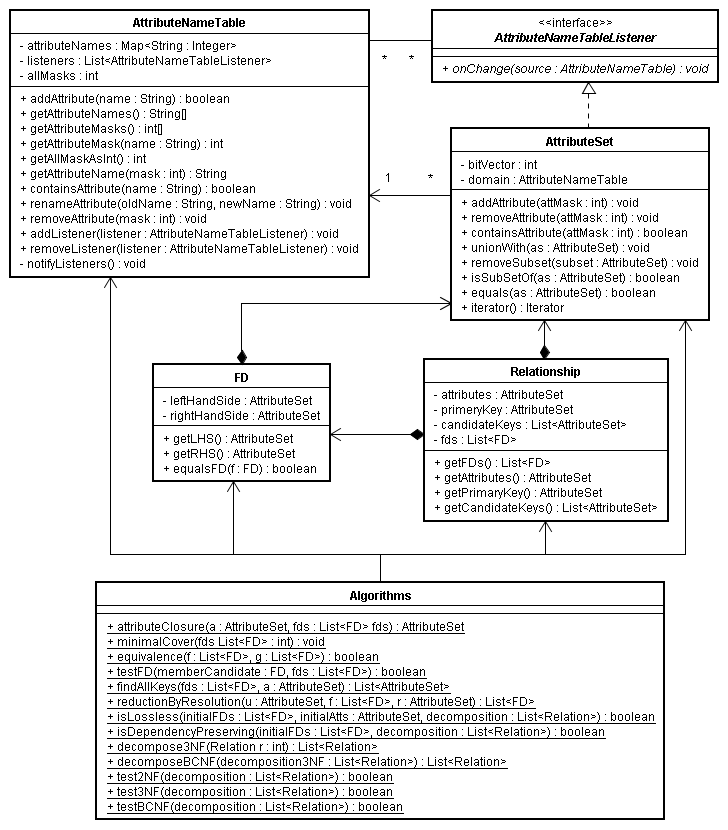 AttributeNameTable
- attributeNames : Map<String : Integer>
- listeners : List<AttributeNameTableListener>
- allMasks : int
+ addAttribute(name : String) : boolean
+ getAttributeNames() : String[]
+ getAttributeMasks() : int[]
+ getAttributeMask(name : String) : int
+ getAllMaskAsInt() : int
+ getAttributeName(mask : int) : String
+ containsAttribute(name : String) : boolean
+ renameAttribute(oldName : String, newName : String) : void
+ removeAttribute(mask : int) : void
+ addListener(listener : AttributeNameTableListener) : void
+ removeListener(listener : AttributeNameTableListener) : void
- notifyListeners() : void
* *
<<interface>>
AttributeNameTableListener
+ onChange(source : AttributeNameTable) : void
1 *
AttributeSet
- bitVector : int
- domain : AttributeNameTable
+ addAttribute(attMask : int) : void
+ removeAttribute(attMask : int) : void
+ containsAttribute(attMask : int) : boolean
+ unionWith(as : AttributeSet) : void
+ removeSubset(subset : AttributeSet) : void
+ isSubSetOf(as : AttributeSet) : boolean
+ equals(as : AttributeSet) : boolean
+ iterator() : Iterator
FD
- leftHandSide : AttributeSet
- rightHandSide : AttributeSet
+ getLHS() : AttributeSet
+ getRHS() : AttributeSet
+ equalsFD(f : FD) : boolean
Relationship
- attributes : AttributeSet
- primeryKey : AttributeSet
- candidateKeys : List<AttributeSet>
- fds : List<FD>
+ getFDs() : List<FD>
+ getAttributes() : AttributeSet
+ getPrimaryKey() : AttributeSet
+ getCandidateKeys() : List<AttributeSet>
Algorithms
+ attributeClosure(a : AttributeSet, fds : List<FD> fds) : AttributeSet
+ minimalCover(fds List<FD> : int) : void
+ equivalence(f : List<FD>, g : List<FD>) : boolean
+ testFD(memberCandidate : FD, fds : List<FD>) : boolean
+ findAllKeys(fds : List<FD>, a : AttributeSet) : List<AttributeSet>
+ reductionByResolution(u : AttributeSet, f : List<FD>, r : AttributeSet) : List<FD>
+ isLossless(initialFDs : List<FD>, initialAtts : AttributeSet, decomposition : List<Relation>) : boolean
+ isDependencyPreserving(initialFDs : List<FD>, decomposition : List<Relation>) : boolean
+ decompose3NF(Relation r : int) : List<Relation>
+ decomposeBCNF(decomposition3NF : List<Relation>) : List<Relation>
+ test2NF(decomposition : List<Relation>) : boolean
+ test3NF(decomposition : List<Relation>) : boolean
+ testBCNF(decomposition : List<Relation>) : boolean